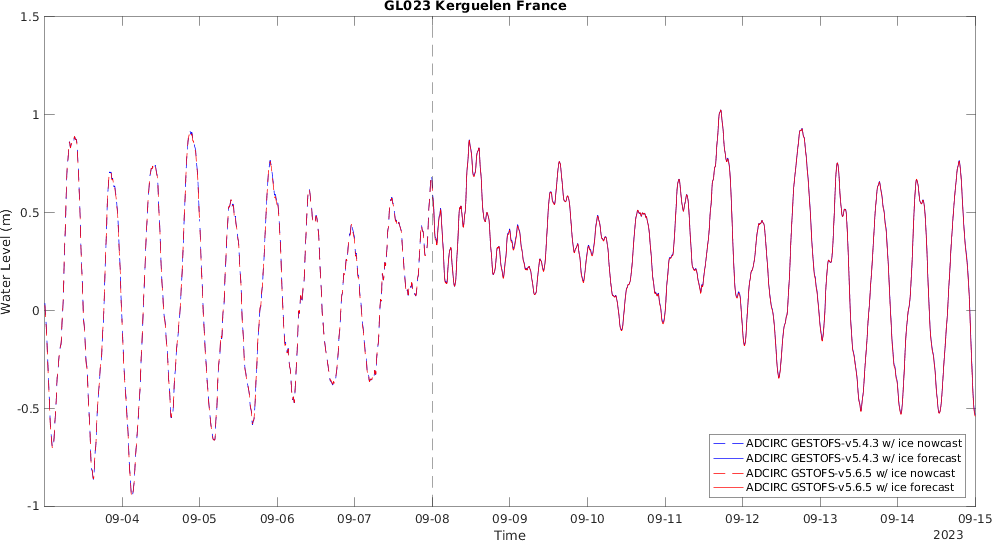 GL023 Kerguelen France
Water Level (m)
1.5
1
0.5
0
-0.5
-1
09-04 09-05 09-06 09-07 09-08 09-09 09-10 09-11 09-12 09-13 09-14 09-15
Time
2023
ADCIRC GESTOFS-v5.4.3 w/ ice nowcast
ADCIRC GESTOFS-v5.4.3 w/ ice forecast
ADCIRC GSTOFS-v5.6.5 w/ ice nowcast
ADCIRC GSTOFS-v5.6.5 w/ ice forecast